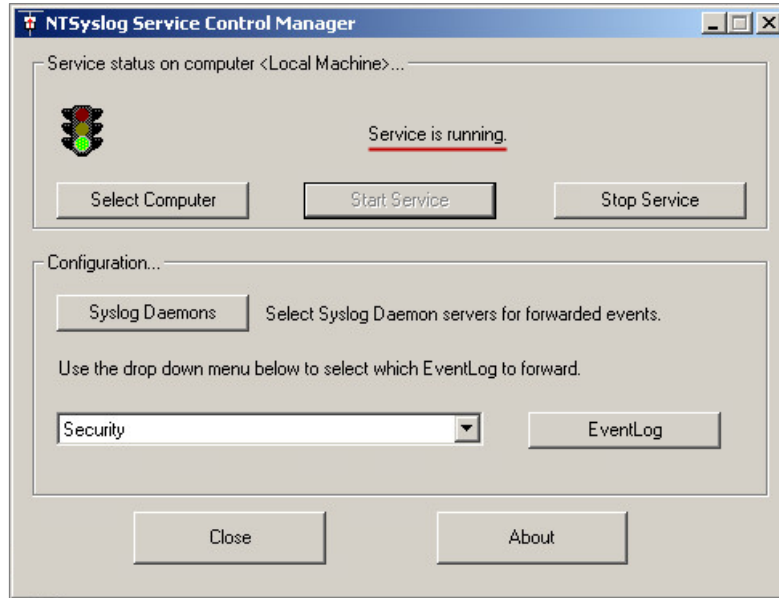 NTSyslog Service Control Manager
Service status on computer <Local Machine>...
Service is running.
Select Computer
Start Service
Stop Service
Configuration...
Syslog Daemons
Select Syslog Daemon servers for forwarded events.
Use the drop down menu below to select which EventLog to forward.
Security
EventLog
Close
About